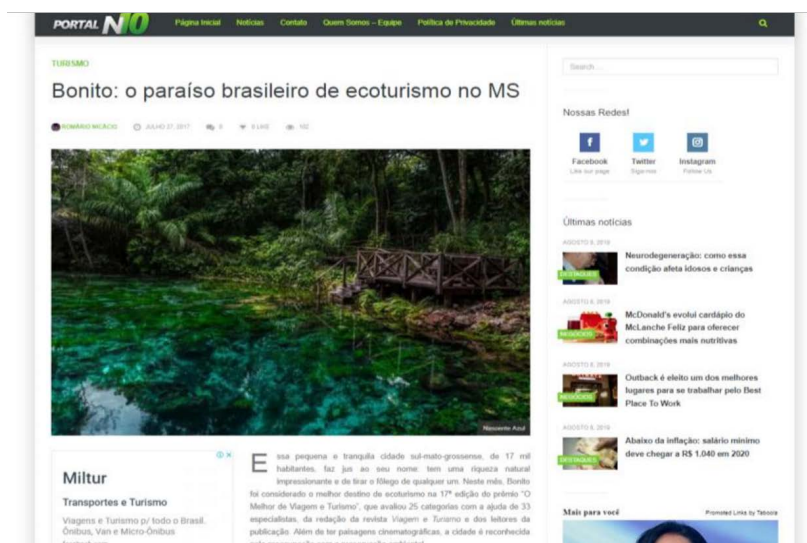 PORTAL N10
Página Inicial Notícias Contato Quem Somos – Equipe Política de Privacidade Últimas notícias
TURISMO
Bonito: o paraíso brasileiro de ecoturismo no MS
ROMÁRIO NICÁCIO JULHO 27, 2017 0 102
Nascente Azul
Miltur
Transportes e Turismo
Viagens e Turismo p/ todo o Brasil.
Ônibus, Van e Micro-Ônibus
Essa pequena e tranquila cidade sul-mato-grossense, de 17 mil
habitantes, faz jus ao seu nome: tem uma riqueza natural
impressionante e de tirar o fôlego de qualquer um. Neste mês, Bonito
foi considerado o melhor destino de ecoturismo na 17ª edição do prêmio "O
Melhor de Viagem e Turismo", que avaliou 25 categorias com a ajuda de 33
especialistas, da redação da revista Viagem e Turismo e dos leitores da
publicação. Além de ter paisagens cinematográficas, a cidade é reconhecida
Search...
Nossas Redes!
Facebook Twitter Instagram
Like our page Siga-nos Follow Us
Últimas notícias
AGOSTO 8, 2019
Neurodegeneração: como essa
condição afeta idosos e crianças
DESTAQUES
AGOSTO 8, 2019
McDonald's evolui cardápio do
McLanche Feliz para oferecer
combinações mais nutritivas
NEGÓCIOS
AGOSTO 8, 2019
Outback é eleito um dos melhores
lugares para se trabalhar pelo Best
Place To Work
NEGÓCIOS
AGOSTO 8, 2019
Abaixo da inflação: salário mínimo
deve chegar a R$ 1.040 em 2020
DESTAQUES
Mais para você Promoted Links by Taboola